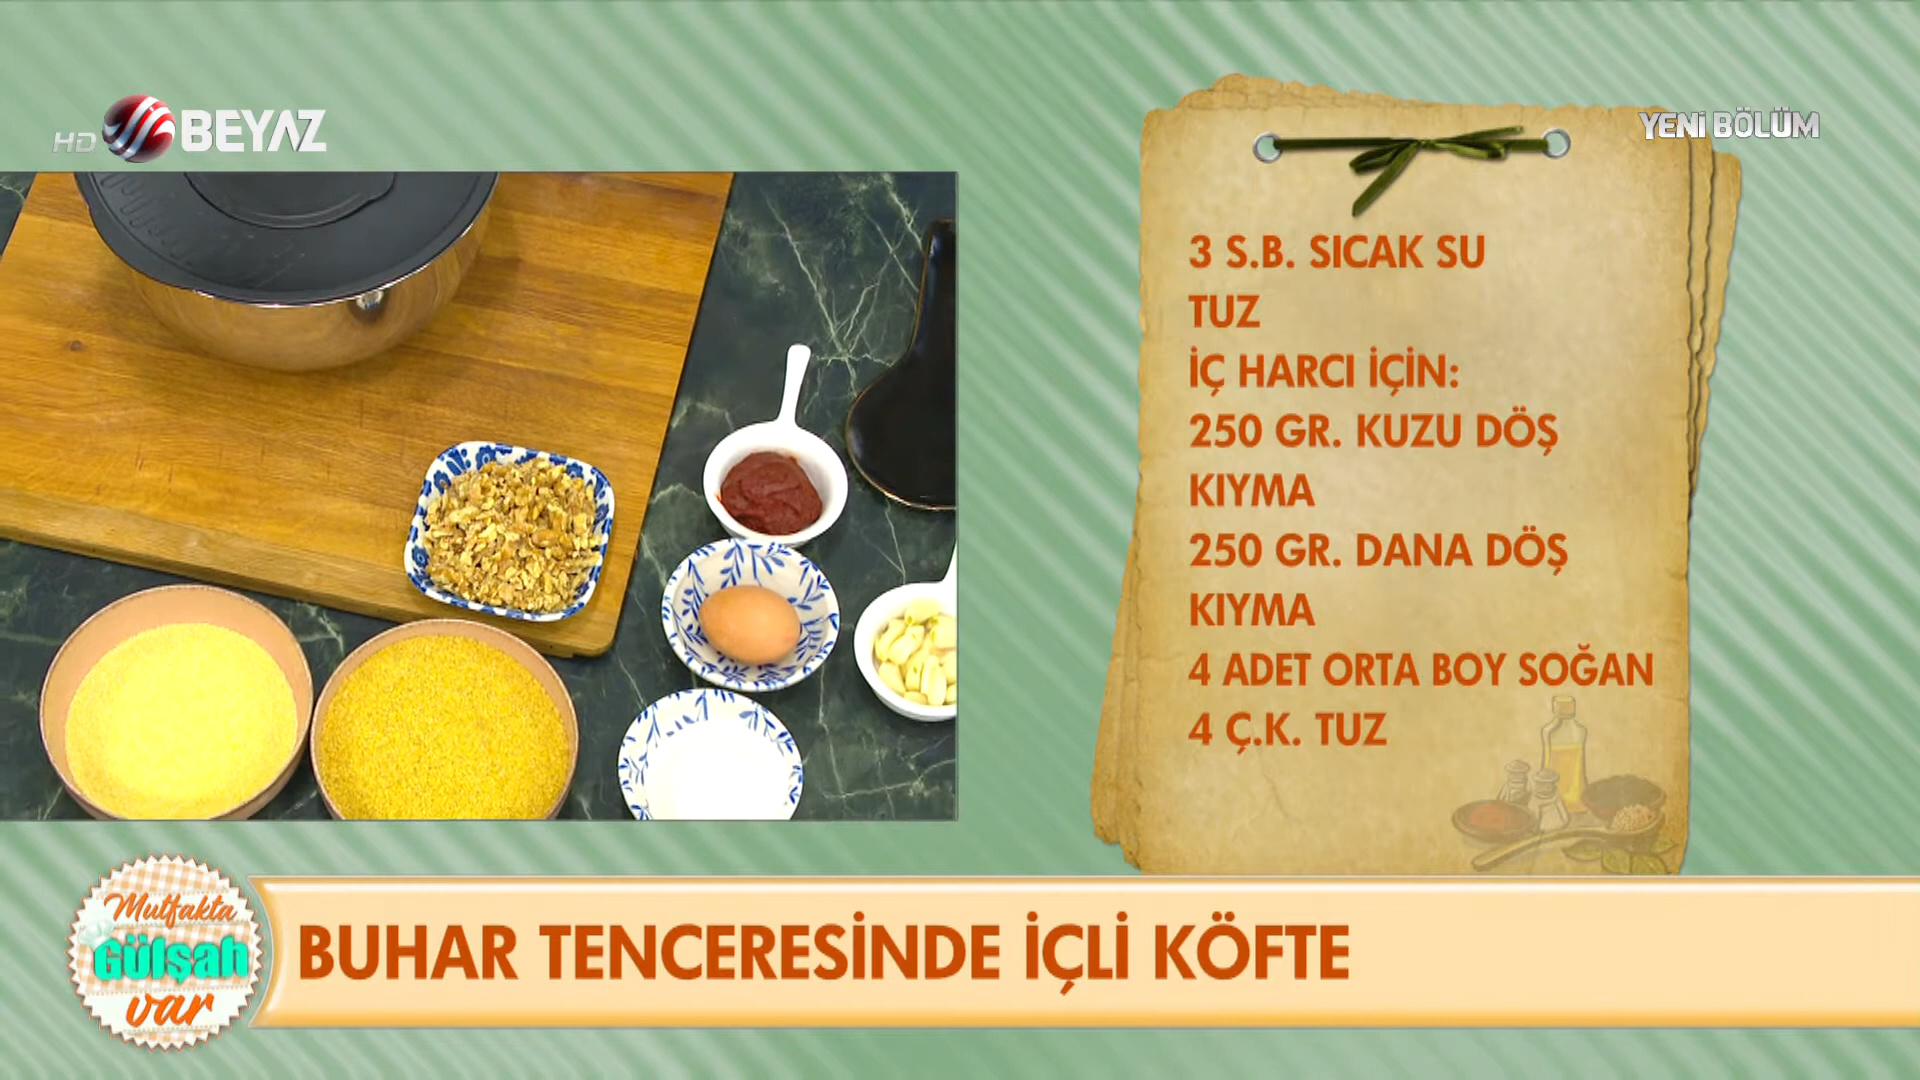 HD BEYAZ
YENİ BÖLÜM
3 S.B. SICAK SU
TUZ
İÇ HARCI İÇİN:
250 GR. KUZU DÖŞ
KIYMA
250 GR. DANA DÖŞ
KIYMA
4 ADET ORTA BOY SOĞAN
4 Ç.K. TUZ
Mutfakta
Gülşah
var
BUHAR TENCERESİNDE İÇLİ KÖFTE